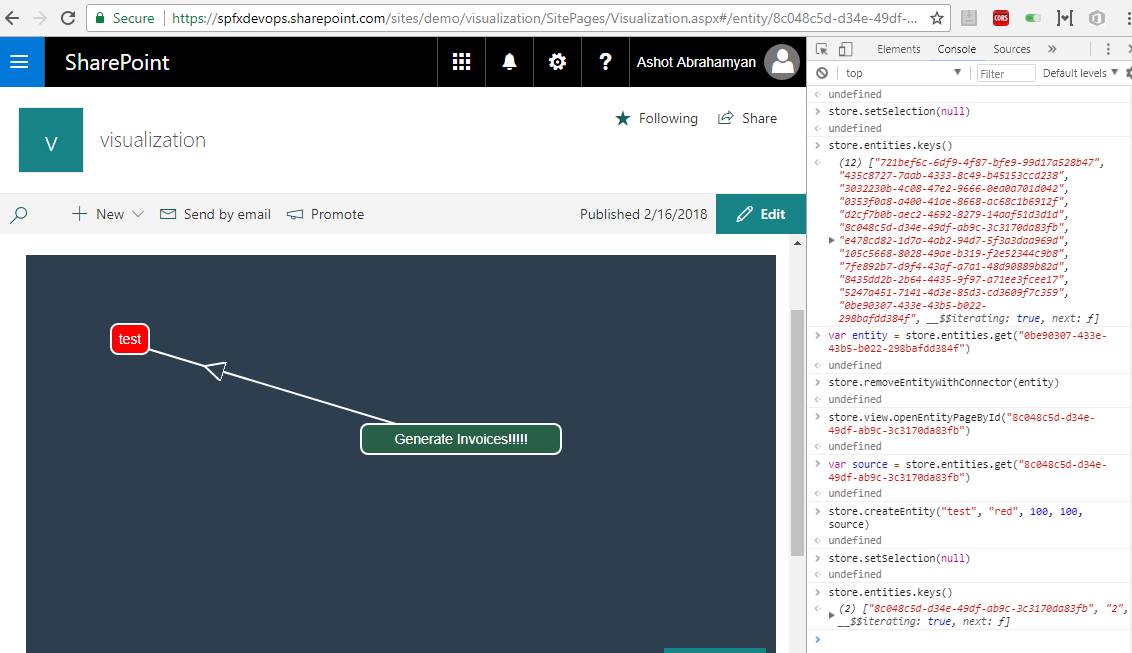 Secure
https://spfxdevops.sharepoint.com/sites/demo/visualization/SitePages/Visualization.aspx#/entity/8c048c5d-d34e-49df-...
CORS
SharePoint
?
Ashot Abrahamyan
V
visualization
Following
Share
New
Send by email
Promote
Published 2/16/2018
Edit
test
Generate Invoices!!!!!
Elements
Console
Sources
»
top
Filter
Default levels
undefined
store.setSelection(null)
undefined
store.entities.keys()
(12) ["721bef6c-6df9-4f87-bfe9-99d17a528b47",
"435c8727-7aab-4333-8c49-b45153ccd238",
"3032230b-4c08-47e2-9666-0ea0a701d042",
"0353f0a8-a400-41ae-8668-ac68c1b6912f",
"d2cf7b0b-aec2-4692-8279-14aaf51d3d1d",
"8c048c5d-d34e-49df-ab9c-3c3170da83fb",
"e478cd82-1d7a-4ab2-94d7-5f3a3daa969d",
"105c5668-8028-49ae-b319-f2e52344c9b8",
"7fe892b7-d9f4-43af-a7a1-48d90889b82d",
"8435dd2b-2b64-4435-9f97-a71ee3fcee17",
"5247a451-7141-4d3e-85d3-cd3609f7c359",
"0be90307-433e-43b5-b022-
298bafdd384f", __$$iterating: true, next: ƒ]
var entity = store.entities.get("0be90307-433e-
43b5-b022-298bafdd384f")
undefined
store.removeEntityWithConnector(entity)
undefined
store.view.openEntityPageById("8c048c5d-d34e-
49df-ab9c-3c3170da83fb")
undefined
var source = store.entities.get("8c048c5d-d34e-
49df-ab9c-3c3170da83fb")
undefined
store.createEntity("test", "red", 100, 100,
source)
undefined
store.setSelection(null)
undefined
store.entities.keys()
(2) ["8c048c5d-d34e-49df-ab9c-3c3170da83fb", "2",
__$$iterating: true, next: ƒ]